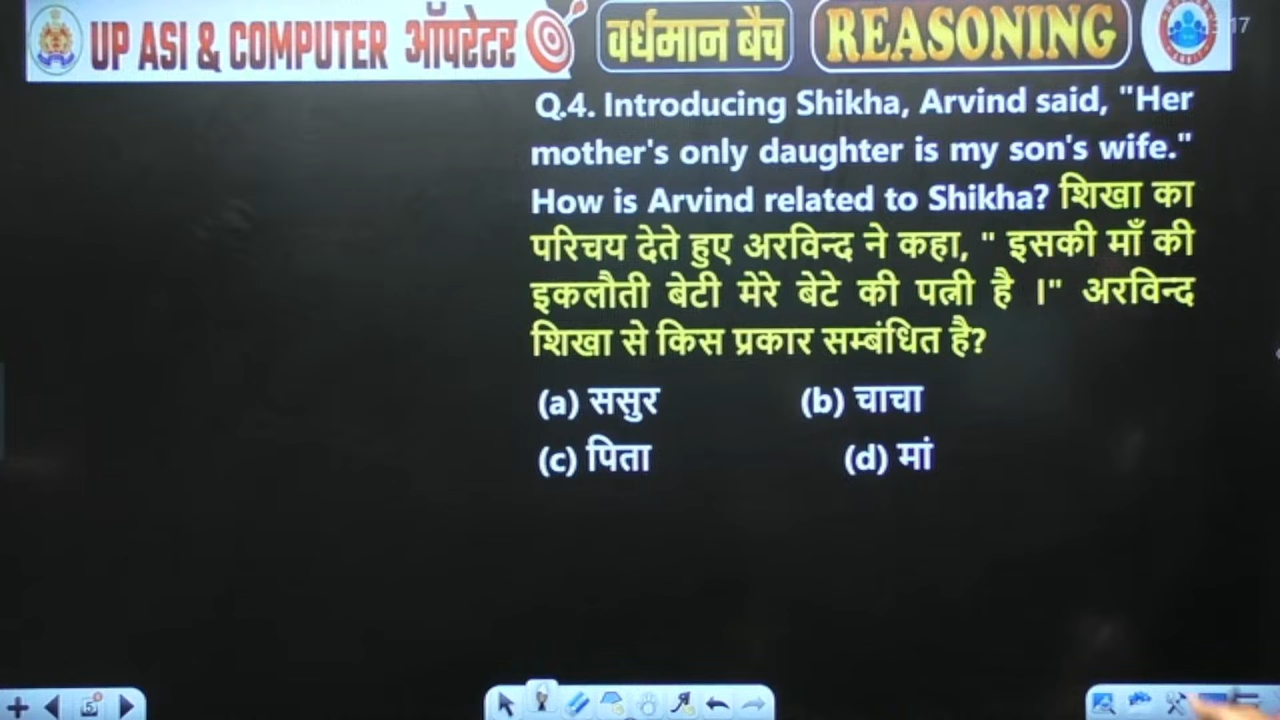 UP ASI & COMPUTER ऑपरेटर
वर्धमान बैच
REASONING
Q.4. Introducing Shikha, Arvind said, "Her
mother's only daughter is my son's wife."
How is Arvind related to Shikha? शिखा का
परिचय देते हुए अरविन्द ने कहा, " इसकी माँ की
इकलौती बेटी मेरे बेटे की पत्नी है ।" अरविन्द
शिखा से किस प्रकार सम्बंधित है?
(a) ससुर (b) चाचा
(c) पिता (d) मां